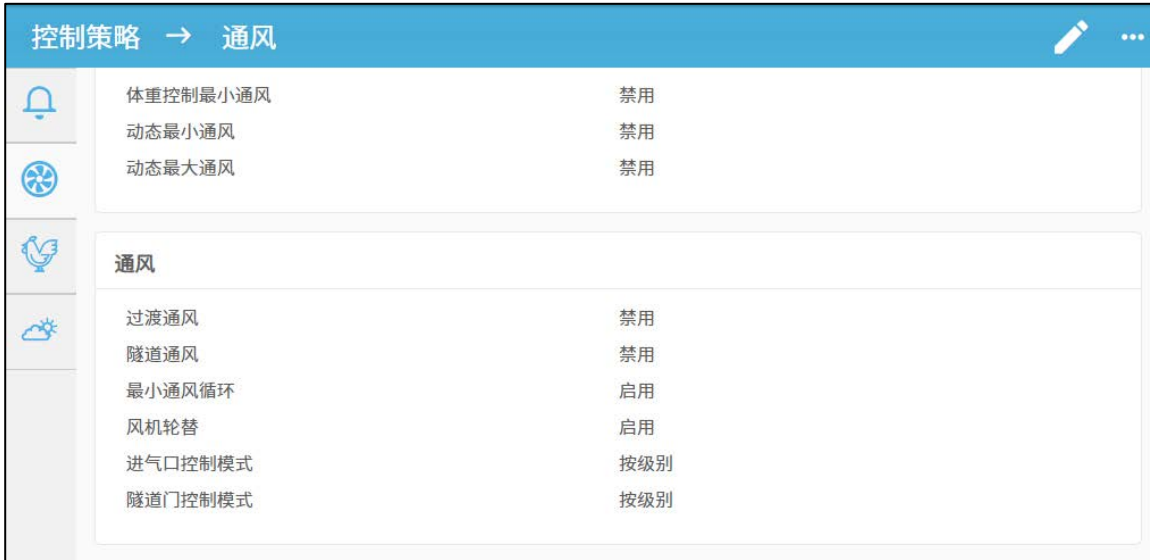 控制策略 → 通风
体重控制最小通风 禁用
动态最小通风 禁用
动态最大通风 禁用
通风
过渡通风 禁用
隧道通风 禁用
最小通风循环 启用
风机轮替 启用
进气口控制模式 按级别
隧道门控制模式 按级别